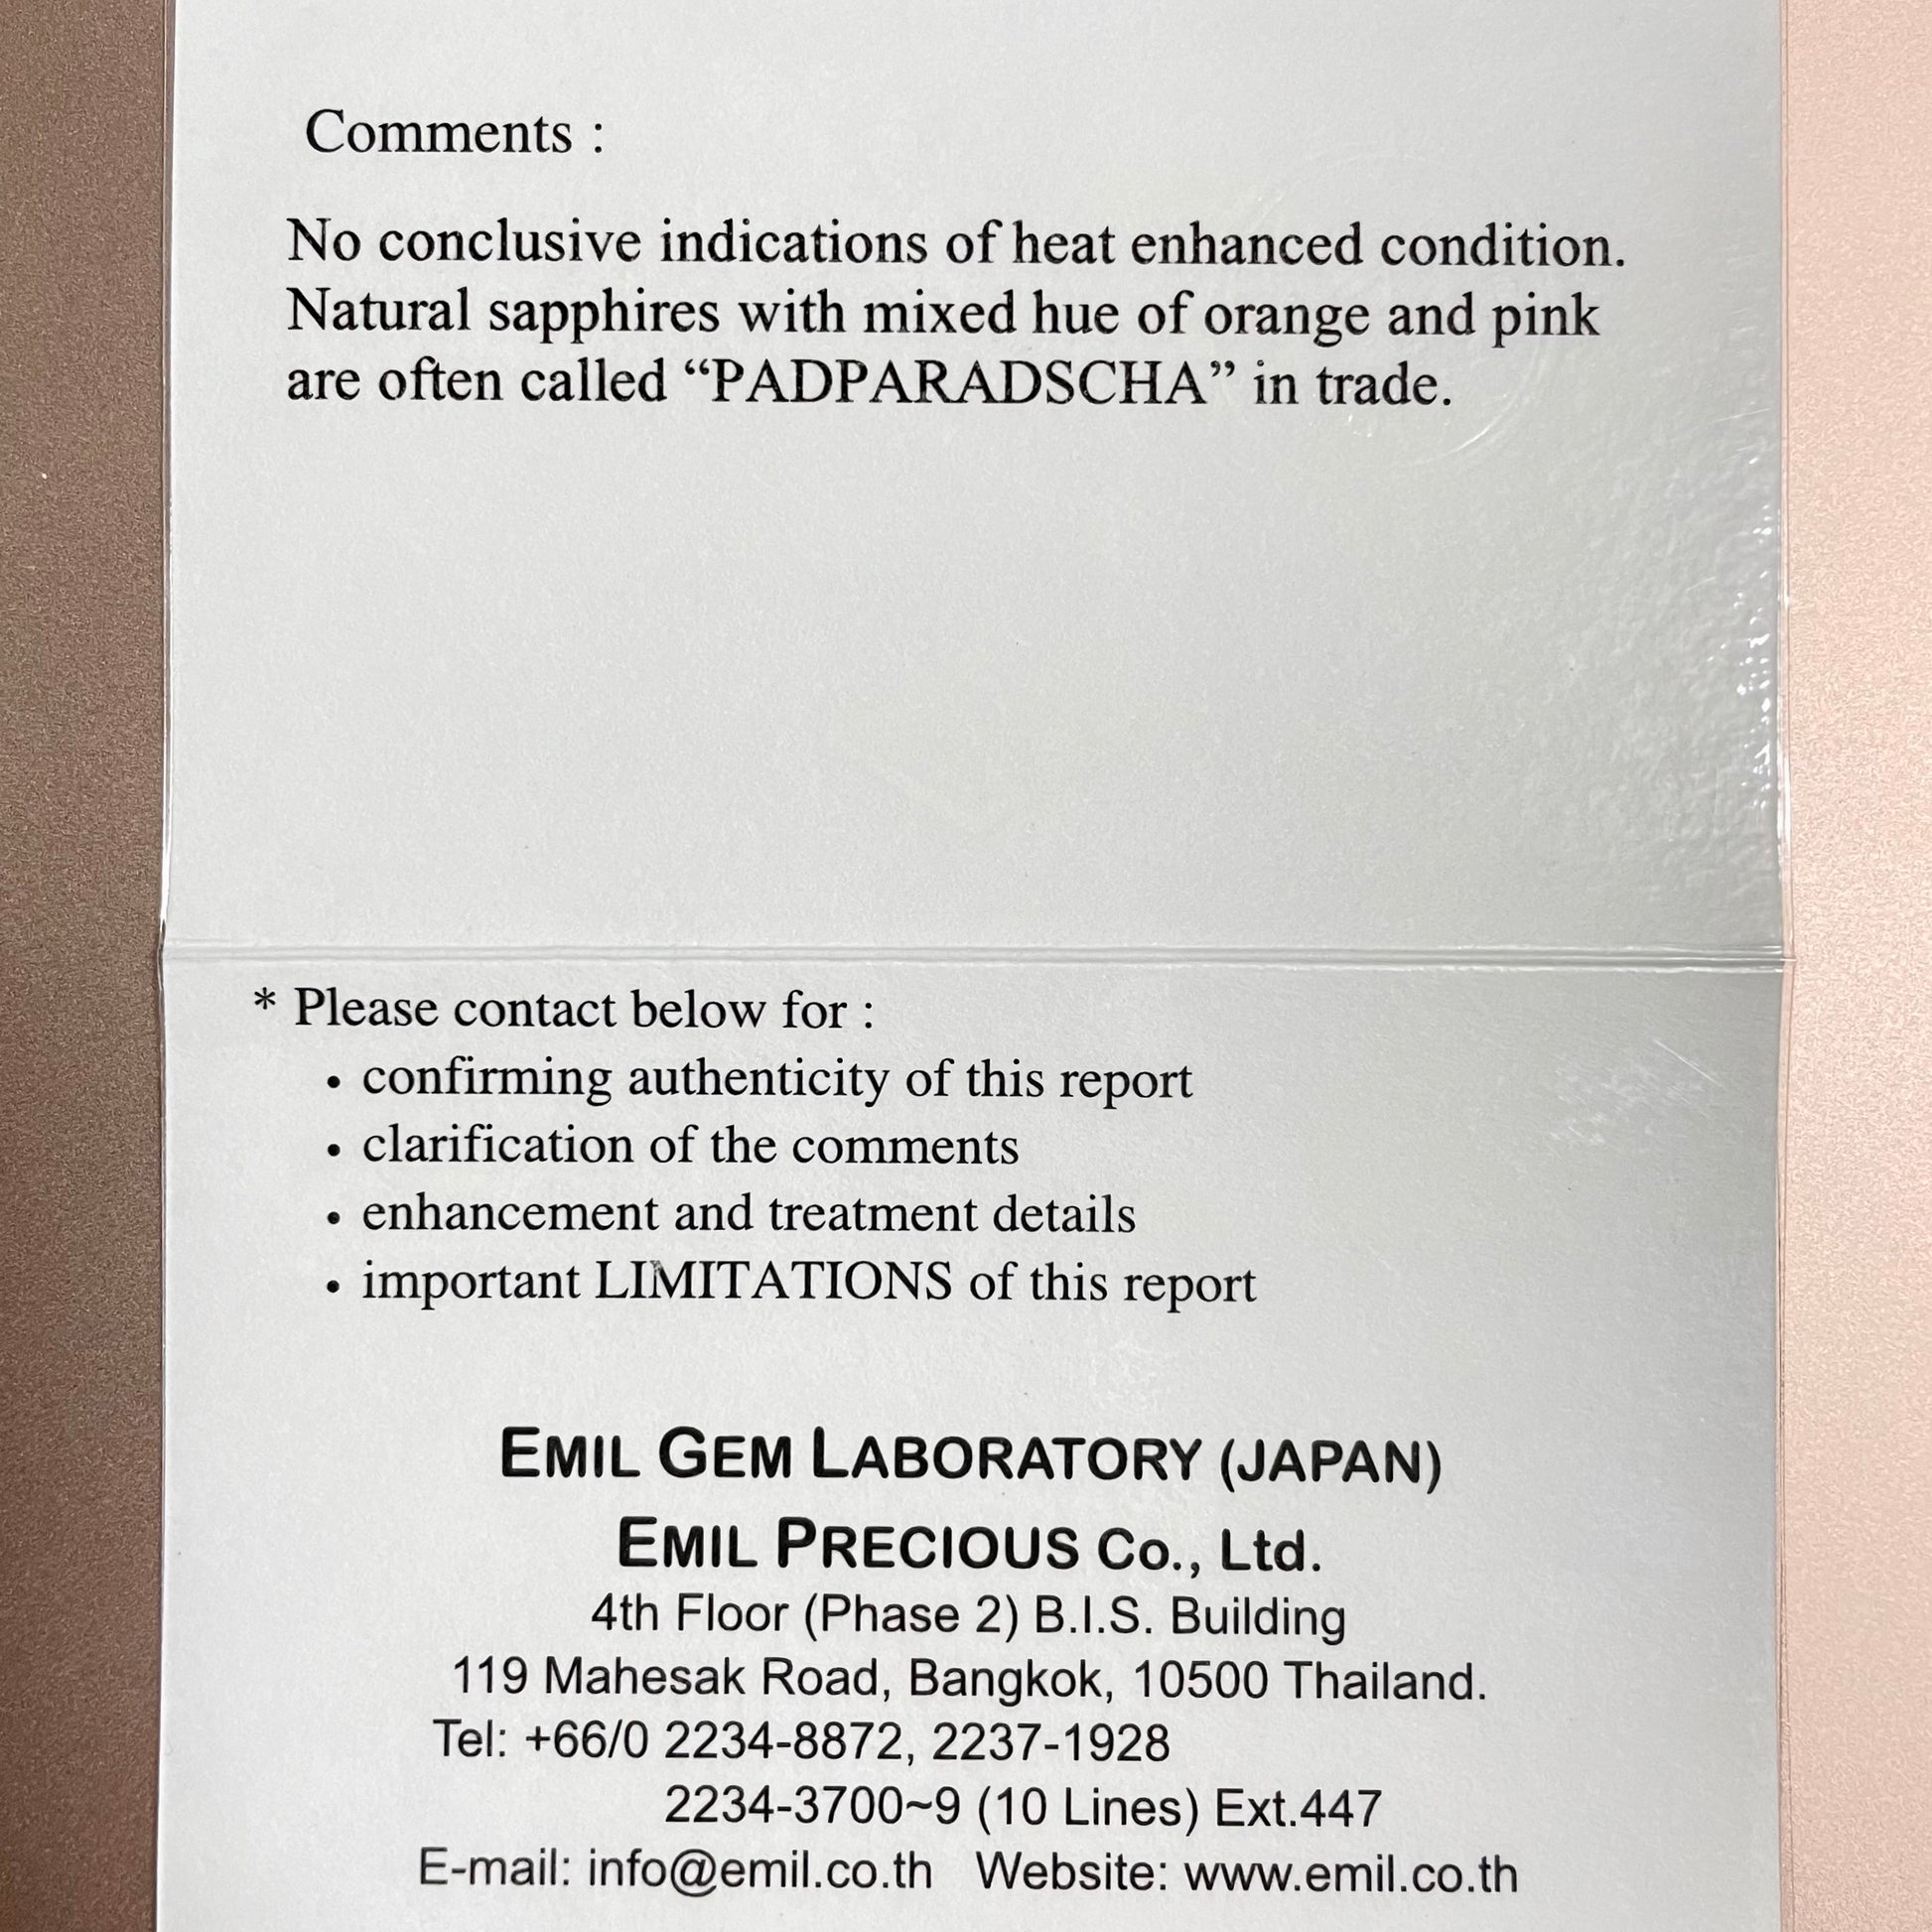 Comments :
No conclusive indications of heat enhanced condition.
Natural sapphires with mixed hue of orange and pink
are often called “PADPARADSCHA” in trade.
* Please contact below for :
• confirming authenticity of this report
• clarification of the comments
• enhancement and treatment details
• important LIMITATIONS of this report
EMIL GEM LABORATORY (JAPAN)
EMIL PRECIOUS Co., Ltd.
4th Floor (Phase 2) B.I.S. Building
119 Mahesak Road, Bangkok, 10500 Thailand.
Tel: +66/0 2234-8872, 2237-1928
2234-3700~9 (10 Lines) Ext.447
E-mail: info@emil.co.th Website: www.emil.co.th